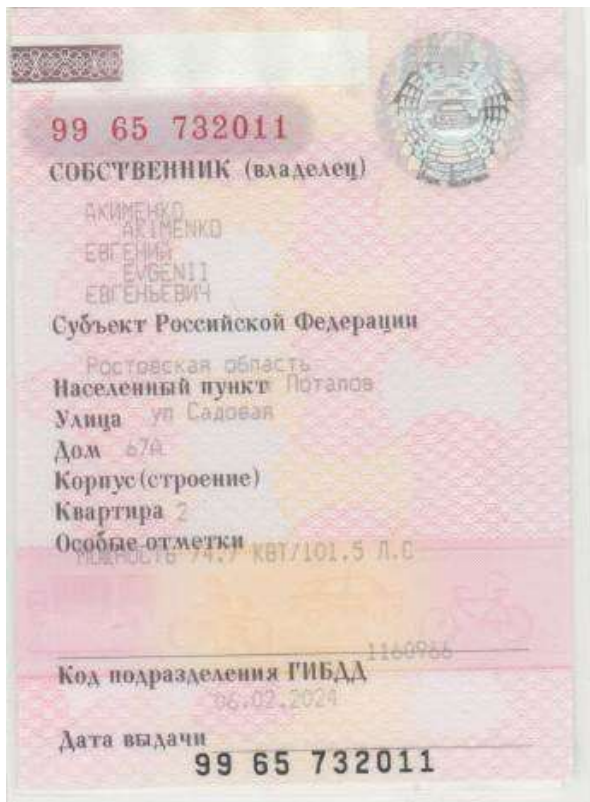 99 65 732011
СОБСТВЕННИК (владелец)
АКИМЕНКО
AKIMENKO
ЕВГЕНИЙ
EVGENII
ЕВГЕНЬЕВИЧ
Субъект Российской Федерации
Ростовская область
Населенный пункт Потапов
Улица ул Садовая
Дом 67А
Корпус(строение)
Квартира 2
Особые отметки
МОЩНОСТЬ 74.7 КВТ/101.5 Л.С
1160966
Код подразделения ГИБДД
06.02.2024
Дата выдачи
99 65 732011